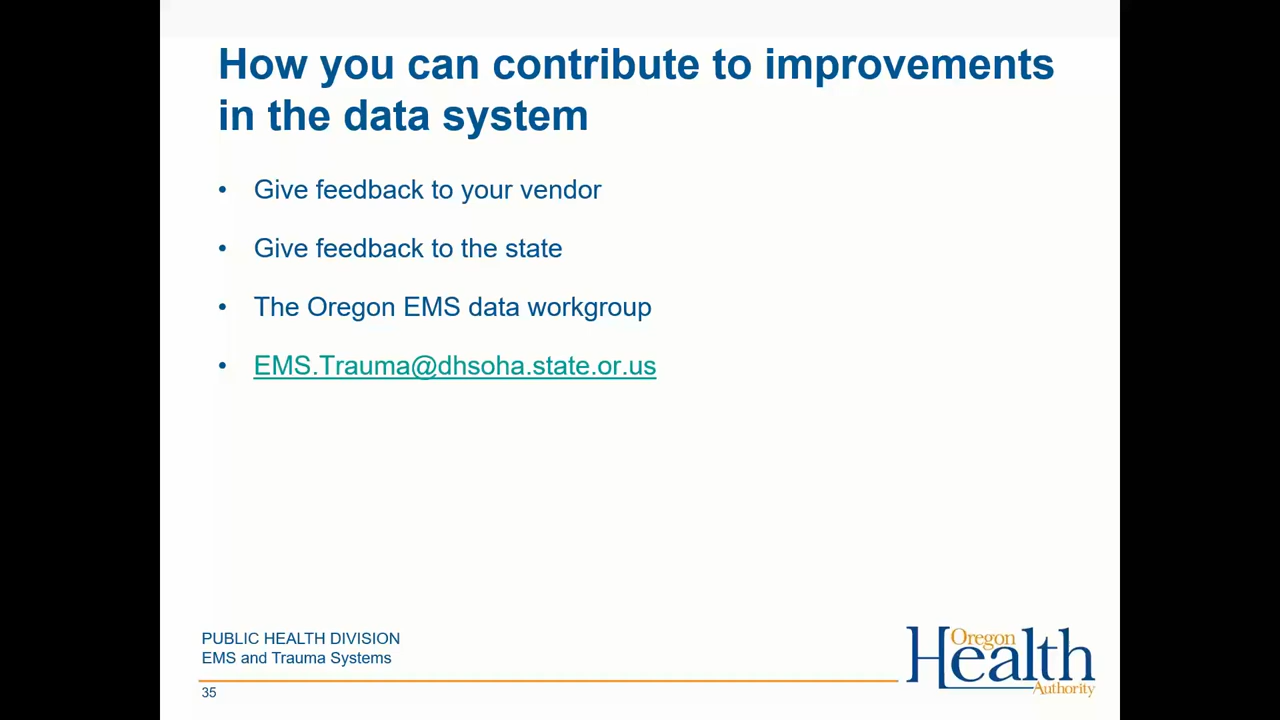 How you can contribute to improvements
in the data system
• Give feedback to your vendor
• Give feedback to the state
• The Oregon EMS data workgroup
• EMS.Trauma@dhsoha.state.or.us
PUBLIC HEALTH DIVISION
EMS and Trauma Systems
35
Oregon
Health
Authority